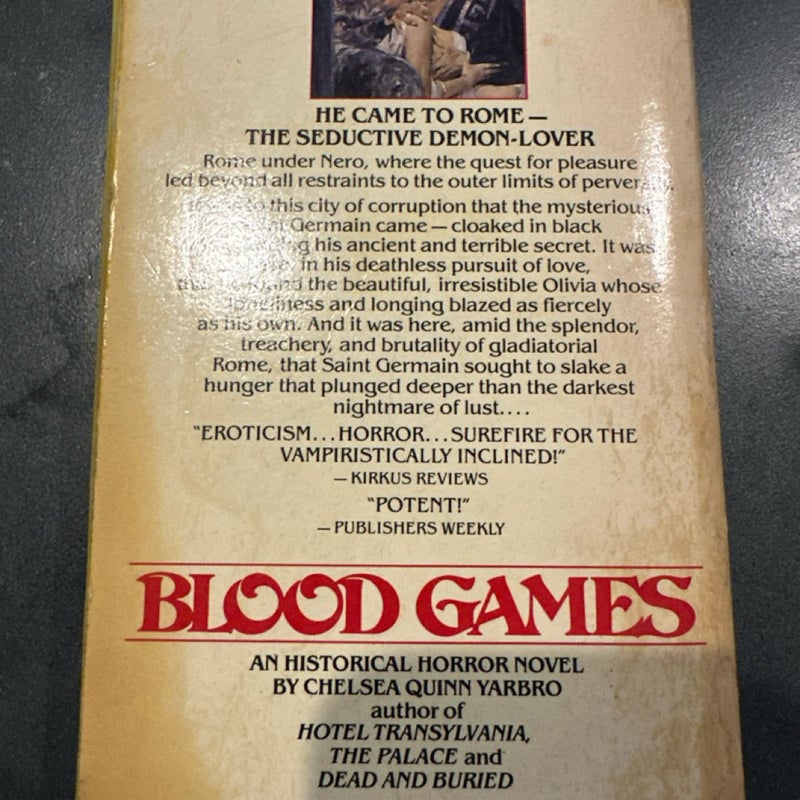 HE CAME TO ROME —
THE SEDUCTIVE DEMON-LOVER
Rome under Nero, where the quest for pleasure
led beyond all restraints to the outer limits of
this city of corruption that the mysterious
Germain came — cloaked in black
his ancient and terrible secret. It was
in his deathless pursuit of love,
the beautiful, irresistible Olivia whose
loneliness and longing blazed as fiercely
as his own. And it was here, amid the splendor,
treachery, and brutality of gladiatorial
Rome, that Saint Germain sought to slake a
hunger that plunged deeper than the darkest
nightmare of lust....
"EROTICISM...HORROR...SUREFIRE FOR THE
VAMPIRISTICALLY INCLINED!"
— KIRKUS REVIEWS
"POTENT!"
— PUBLISHERS WEEKLY
BLOOD GAMES
AN HISTORICAL HORROR NOVEL
BY CHELSEA QUINN YARBRO
author of
HOTEL TRANSYLVANIA,
THE PALACE and
DEAD AND BURIED